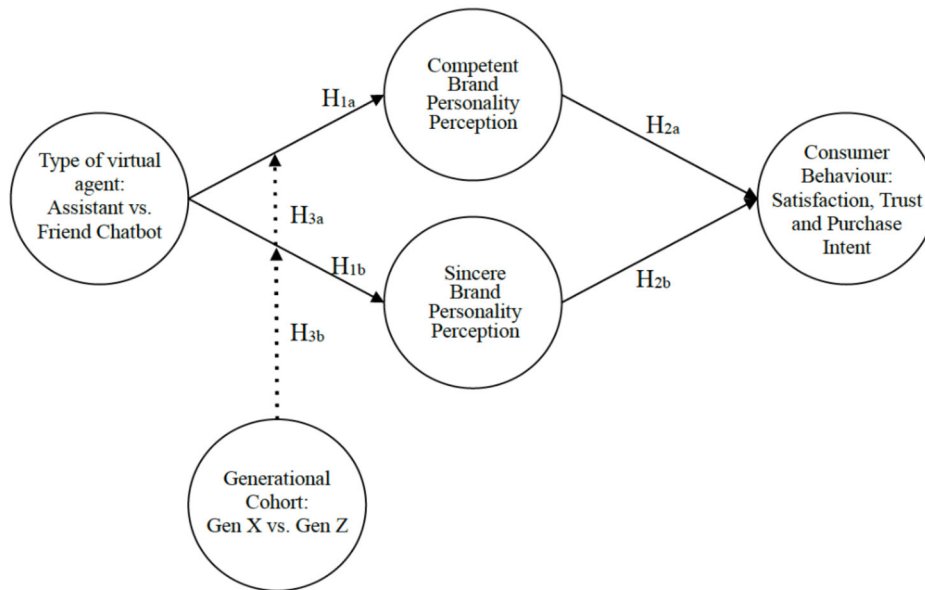 Competent
Brand
Personality
Perception
H1a
H2a
Type of virtual
agent:
Assistant vs.
Friend Chatbot
Consumer
Behaviour:
Satisfaction, Trust
and Purchase
Intent
H3a
H1b
Sincere
Brand
Personality
Perception
H2b
H3b
Generational
Cohort:
Gen X vs. Gen Z